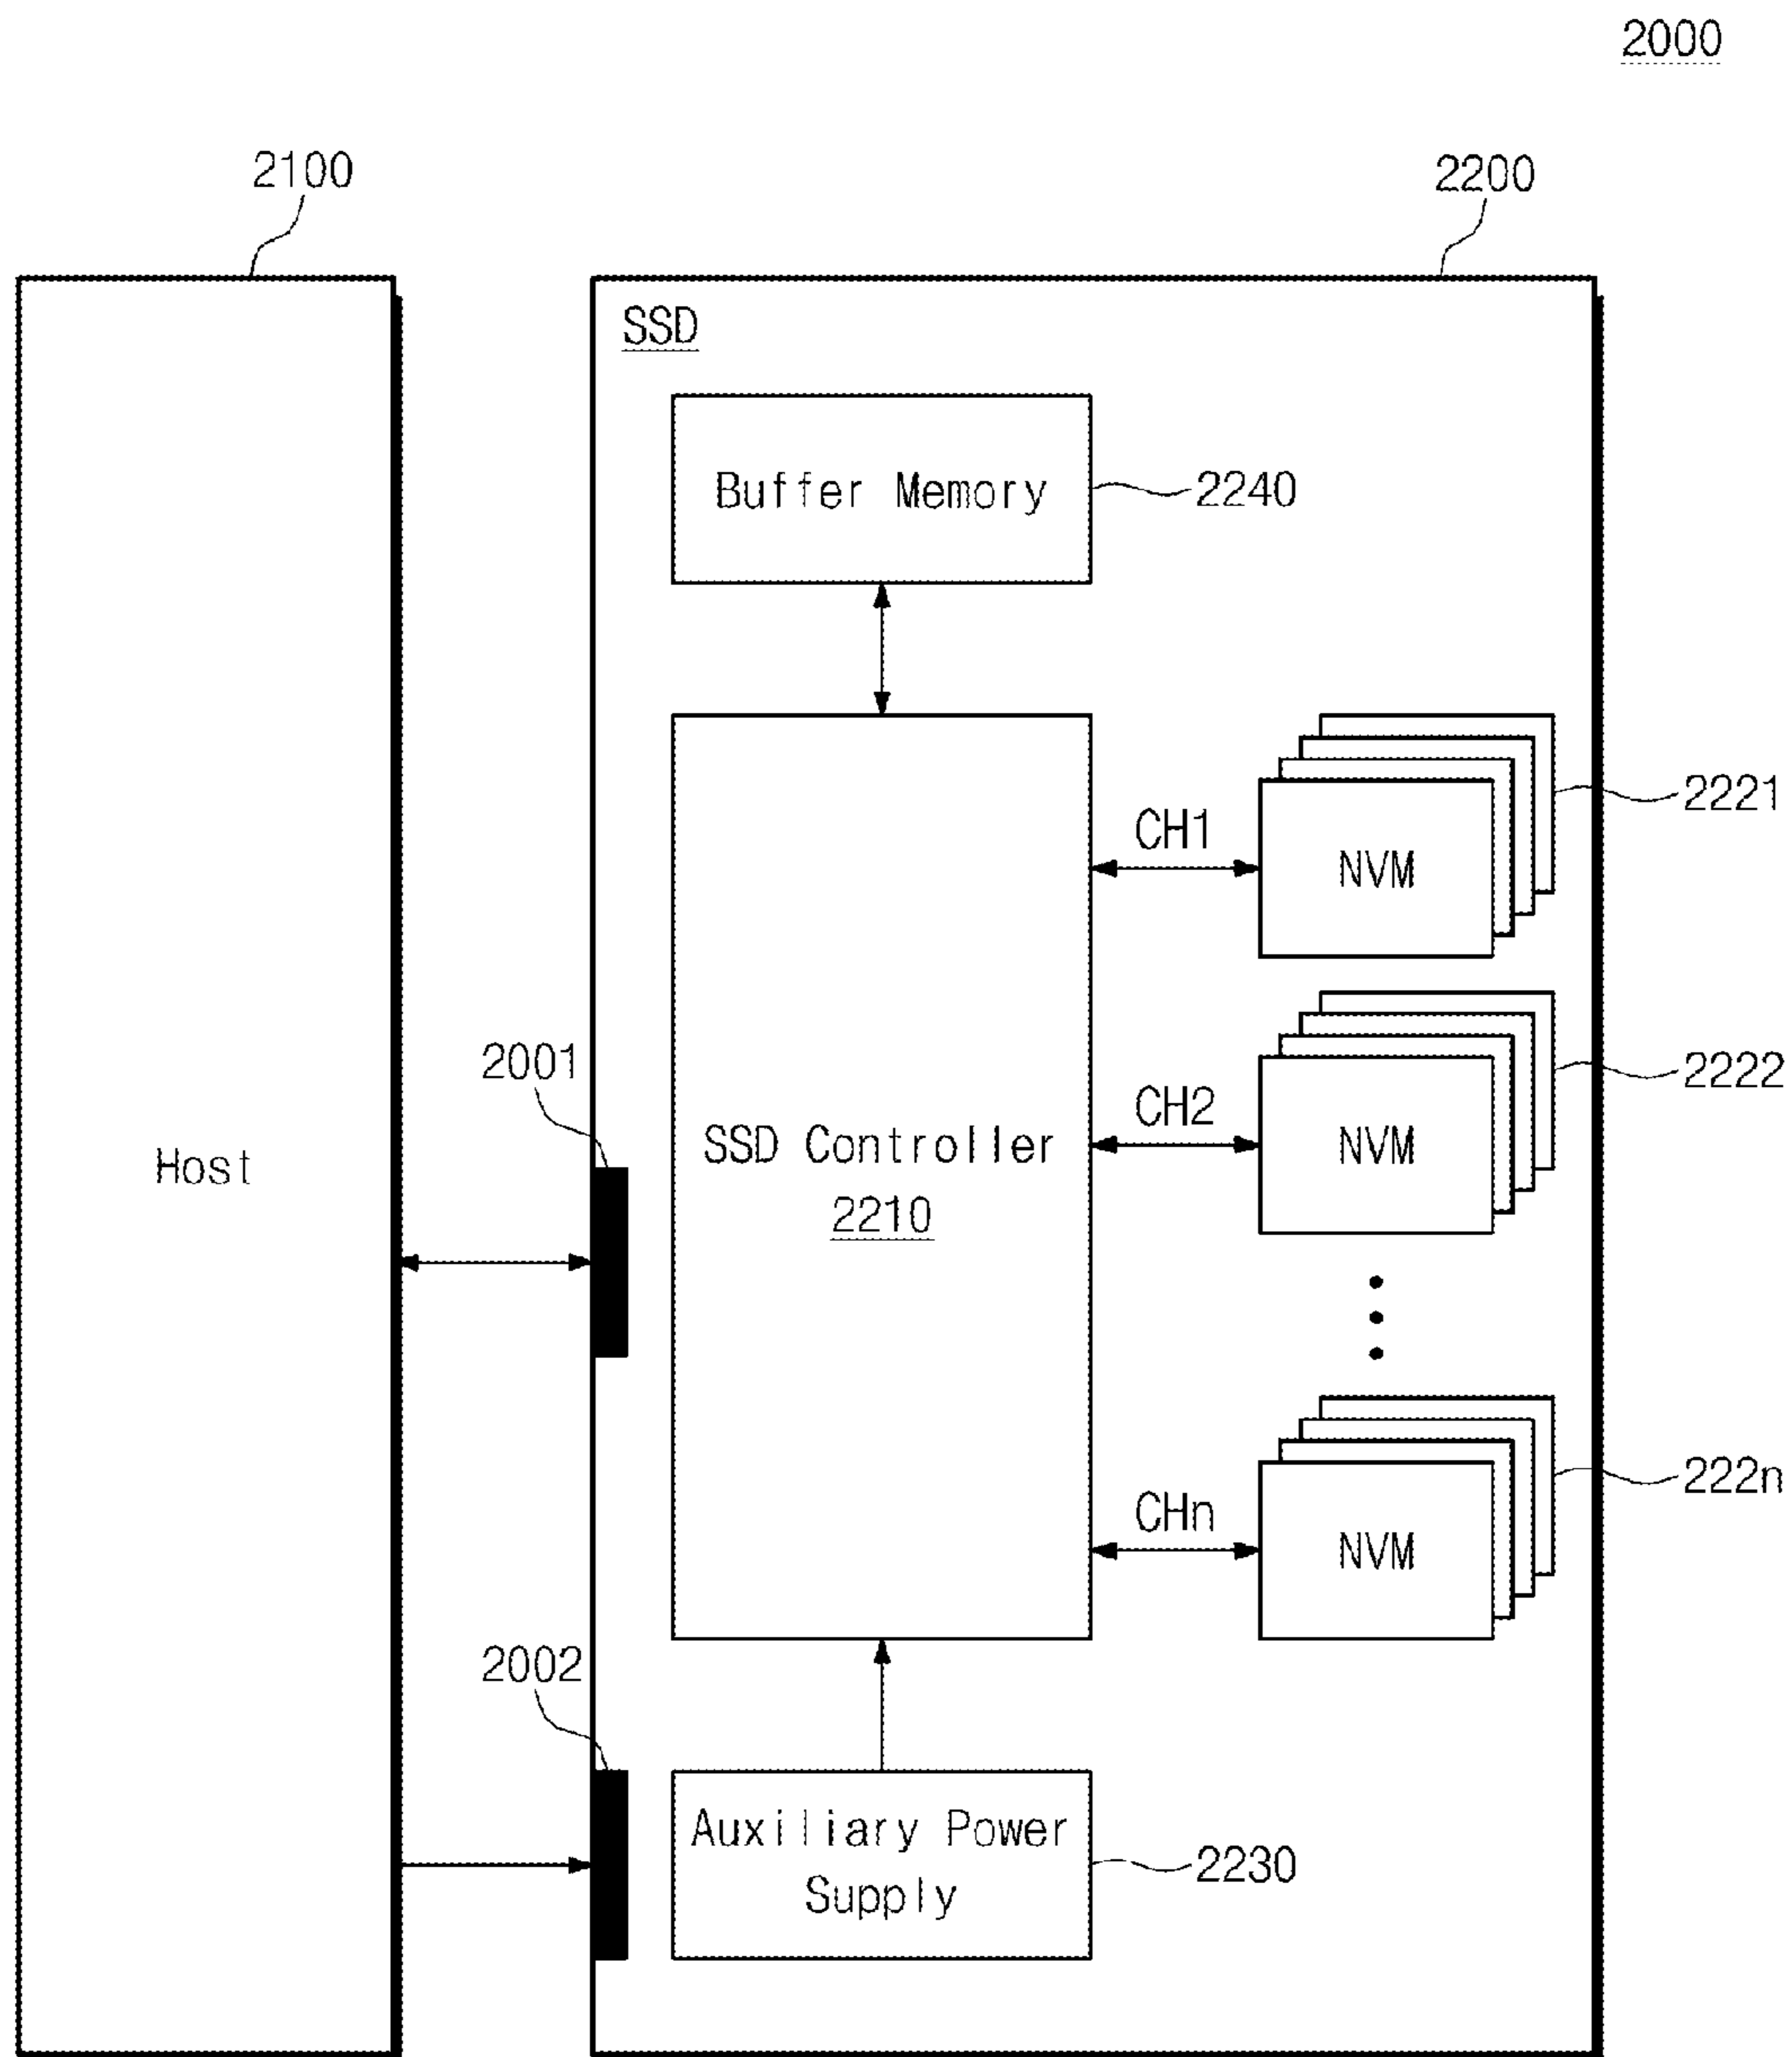 2000
2100
2200
SSD
Buffer Memory
2240
2221
CH1
NVM
2001
2222
CH2
NVM
Host
SSD Controller
2210
222n
CHn
NVM
2002
Auxiliary Power
Supply
2230